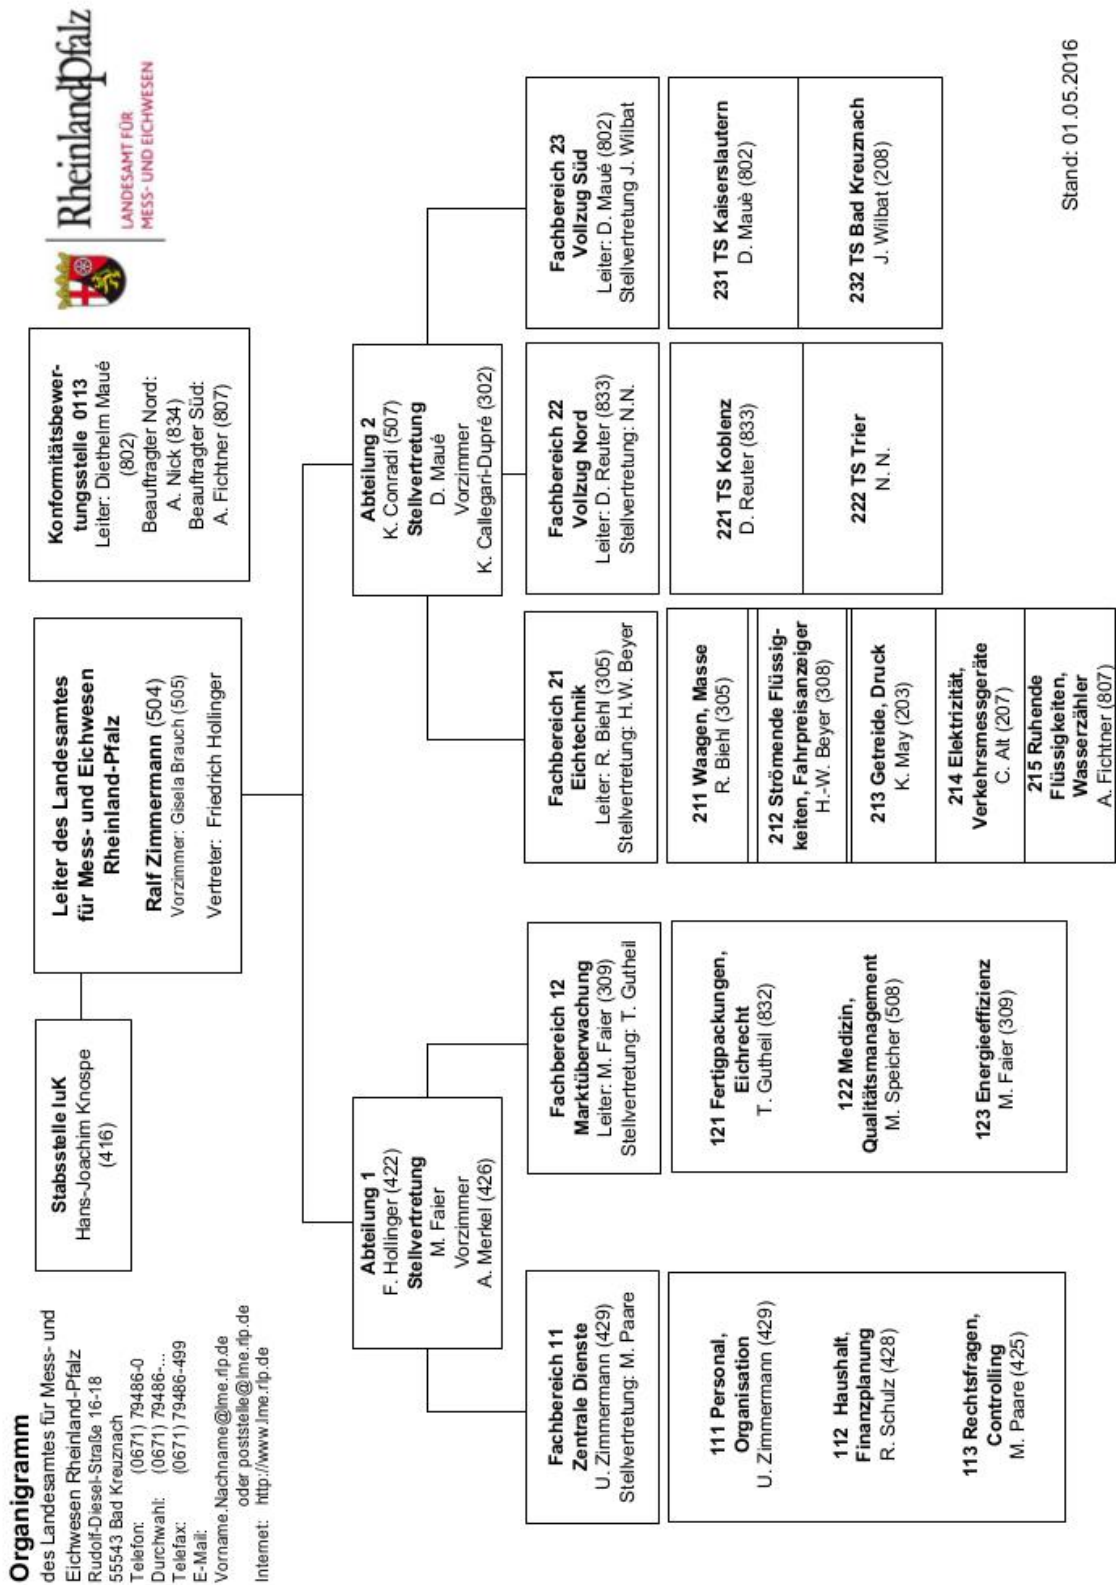 Organigramm
des Landesamtes für Mess- und
Eichwesen Rheinland-Pfalz
Rudolf-Diesel-Straße 16-18
55543 Bad Kreuznach
Telefon: (0671) 79486-0
Durchwahl: (0671) 79486-...
Telefax: (0671) 79486-499
E-Mail:
Vorname.Nachname@lme.rlp.de
oder poststelle@lme.rlp.de
Internet: http://www.lme.rlp.de
Stabsstelle IuK
Hans-Joachim Knospe
(416)
Leiter des Landesamtes
für Mess- und Eichwesen
Rheinland-Pfalz
Ralf Zimmermann (504)
Vorzimmer: Gisela Brauch (505)
Vertreter: Friedrich Hollinger
Konformitätsbewer-
tungsstelle 0113
Leiter: Diethelm Maué
(802)
Beauftragter Nord:
A. Nick (834)
Beauftragter Süd:
A. Fichtner (807)
RheinlandPfalz
LANDESAMT FÜR
MESS- UND EICHWESEN
Abteilung 1
F. Hollinger (422)
Stellvertretung
M. Faier
Vorzimmer
A. Merkel (426)
Abteilung 2
K. Conradi (507)
Stellvertretung
D. Maué
Vorzimmer
K. Callegari-Dupré (302)
Fachbereich 11
Zentrale Dienste
U. Zimmermann (429)
Stellvertretung: M. Paare
Fachbereich 12
Marktüberwachung
Leiter: M. Faier (309)
Stellvertretung: T. Gutheil
Fachbereich 21
Eichtechnik
Leiter: R. Biehl (305)
Stellvertretung: H.W. Beyer
Fachbereich 22
Vollzug Nord
Leiter: D. Reuter (833)
Stellvertretung: N.N.
Fachbereich 23
Vollzug Süd
Leiter: D. Maué (802)
Stellvertretung J. Wilbat
111 Personal,
Organisation
U. Zimmermann (429)
112 Haushalt,
Finanzplanung
R. Schulz (428)
113 Rechtsfragen,
Controlling
M. Paare (425)
121 Fertigpackungen,
Eichrecht
T. Gutheil (832)
122 Medizin,
Qualitätsmanagement
M. Speicher (508)
123 Energieeffizienz
M. Faier (309)
211 Waagen, Masse
R. Biehl (305)
212 Strömende Flüssig-
keiten, Fahrpreisanzeiger
H.-W. Beyer (308)
213 Getreide, Druck
K. May (203)
214 Elektrizität,
Verkehrsmessgeräte
C. Alt (207)
215 Ruhende
Flüssigkeiten,
Wasserzähler
A. Fichtner (807)
221 TS Koblenz
D. Reuter (833)
222 TS Trier
N. N.
231 TS Kaiserslautern
D. Mauè (802)
232 TS Bad Kreuznach
J. Wilbat (208)
Stand: 01.05.2016